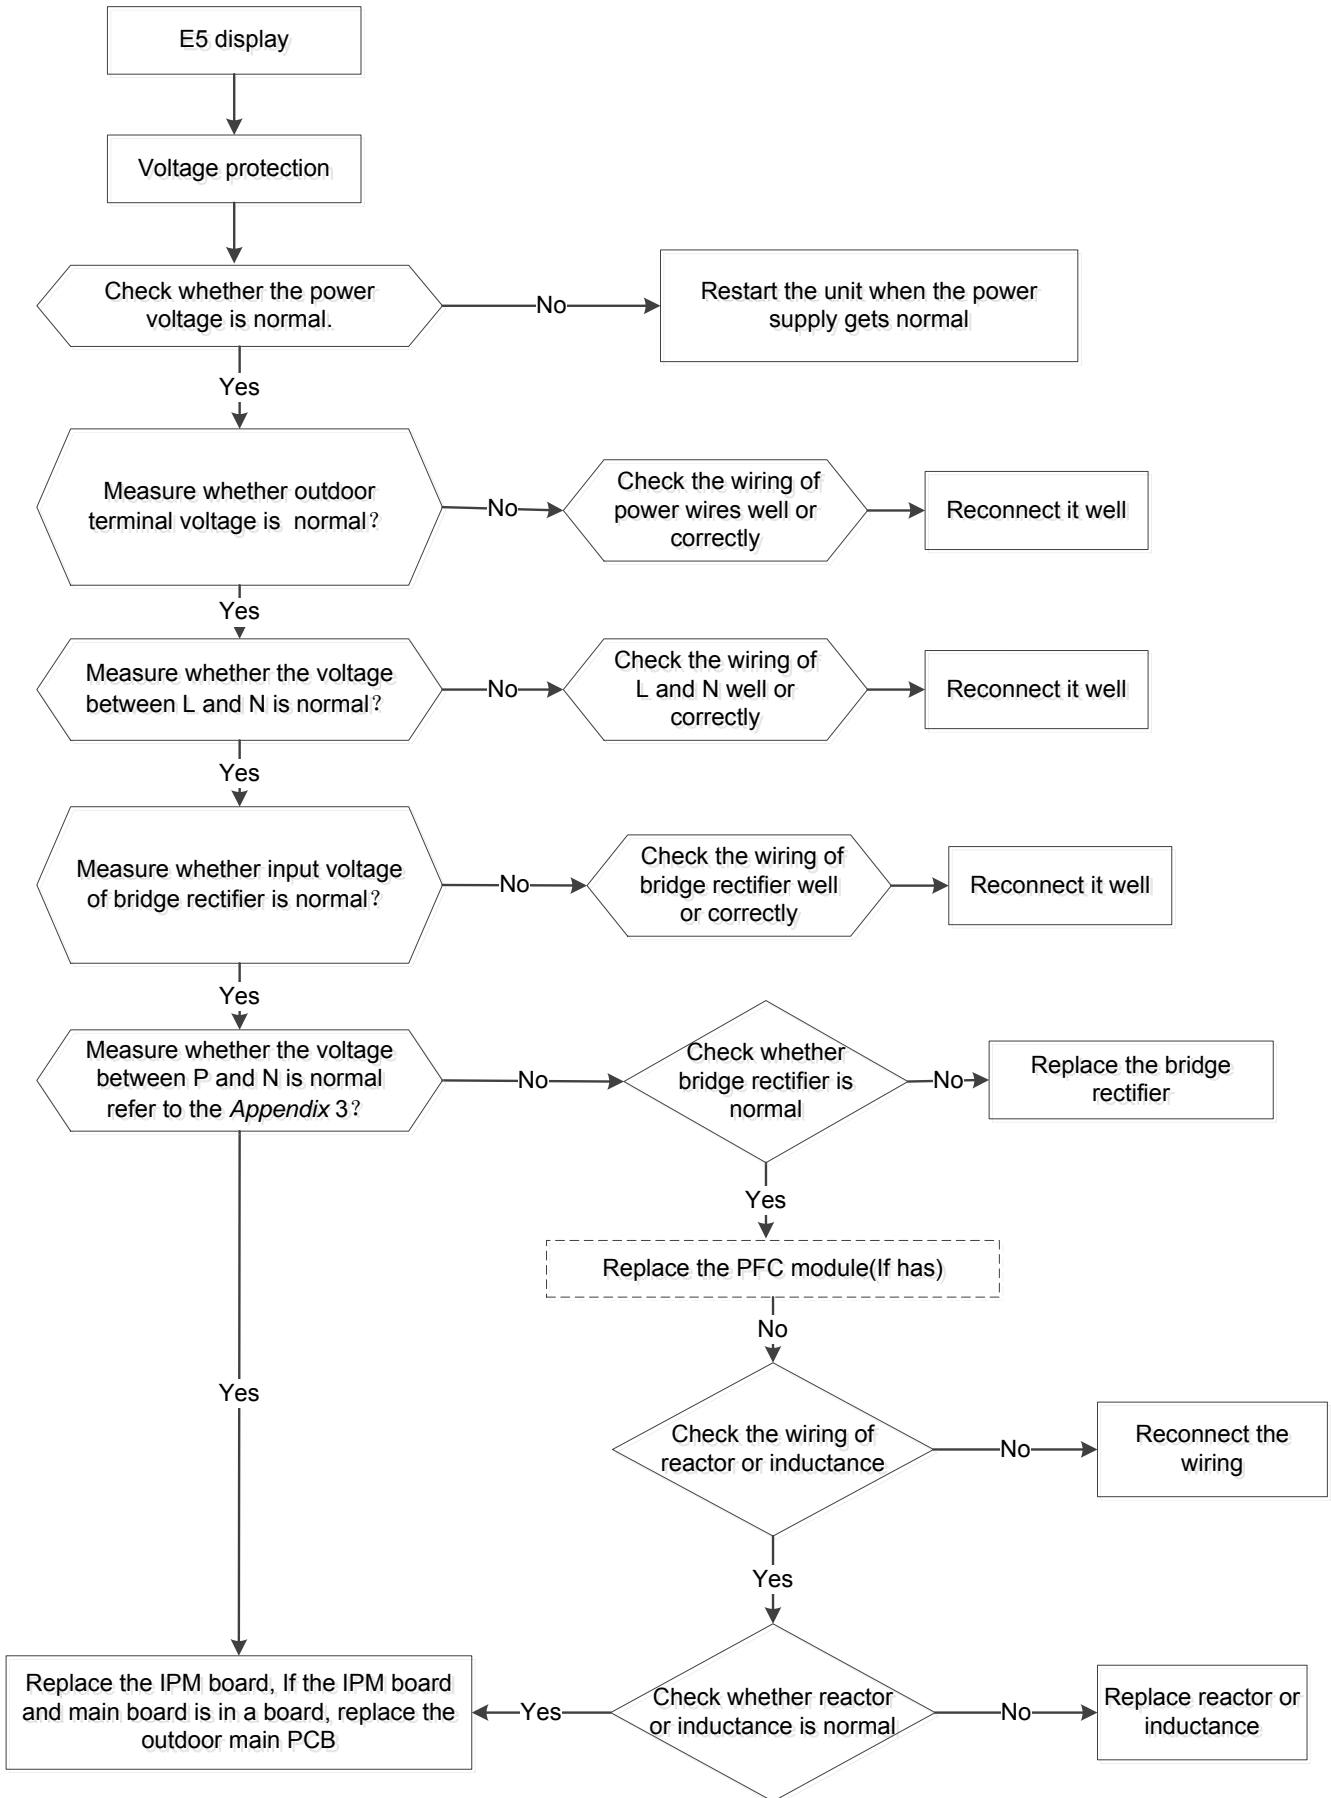 E5 display
Voltage protection
Check whether the power
voltage is normal.
No
Restart the unit when the power
supply gets normal
Yes
Measure whether outdoor
terminal voltage is  normal?
No
Check the wiring of
power wires well or
correctly
Reconnect it well
Yes
Measure whether the voltage
between L and N is normal?
No
Check the wiring of
L and N well or
correctly
Reconnect it well
Yes
Measure whether input voltage
of bridge rectifier is normal?
No
Check the wiring of
bridge rectifier well
or correctly
Reconnect it well
Yes
Measure whether the voltage
between P and N is normal
refer to the Appendix 3?
No
Check whether
bridge rectifier is
normal
No
Replace the bridge
rectifier
Yes
Replace the PFC module(If has)
No
Yes
Check the wiring of
reactor or inductance
No
Reconnect the
wiring
Yes
Replace the IPM board, If the IPM board
and main board is in a board, replace the
outdoor main PCB
Yes
Check whether reactor
or inductance is normal
No
Replace reactor or
inductance